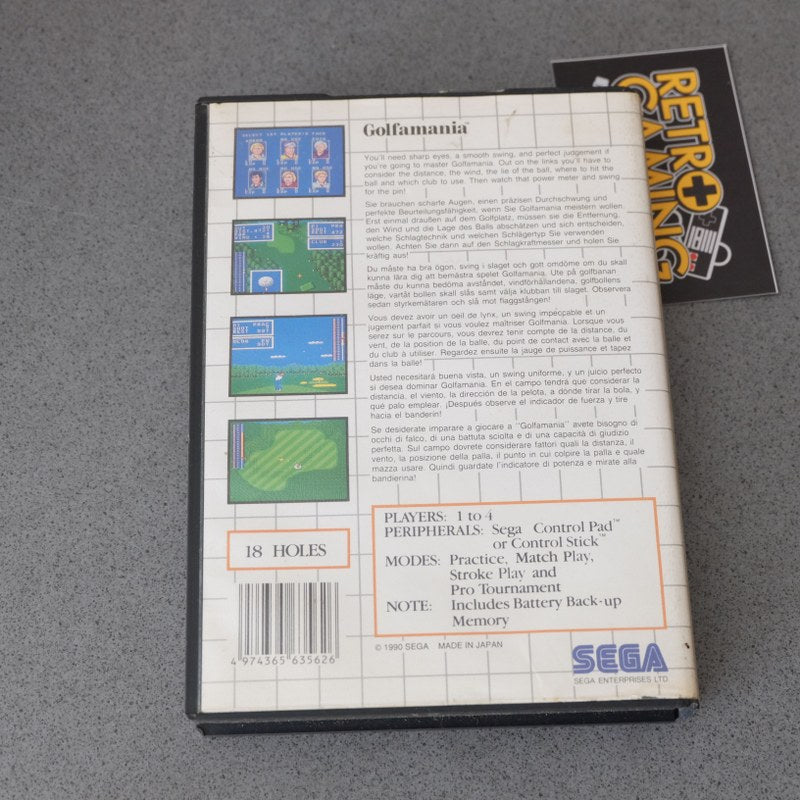 RETRO
GAMING
Golfamania™
You'll need sharp eyes, a smooth swing, and perfect judgement if
you're going to master Golfamania. Out on the links you'll have to
consider the distance, the wind, the lie of the ball, where to hit the
ball and which club to use. Then watch that power meter and swing
for the pin!
Sie brauchen scharfe Augen, einen präzisen Durchschwung und
perfekte Beurteilungsfähigkeit, wenn Sie Golfamania meistern wollen.
Erst einmal draußen auf dem Golfplatz, müssen sie die Entfernung,
den Wind und die Lage des Balls abschätzen und sich entscheiden,
welche Schlagtechnik und welchen Schlägertyp Sie verwenden
wollen. Achten Sie dann auf den Schlagkraftmesser und holen Sie
kräftig aus!
Du måste ha bra ögon, sving i slaget och gott omdöme om du skall
kunna lära dig att bemästra spelet Golfamania. Ute på golfbanan
måste du kunna bedöma avståndet, vindförhållandena, golfbollens
läge, vartåt bollen skall slås samt välja klubban till slaget. Observera
sedan styrkemätaren och slå mot flaggstången!
Vous devez avoir un oeil de lynx, un swing impeccable et un
jugement parfait si vous voulez maîtriser Golfmania. Lorsque vous
serez sur le parcours, vous devrez tenir compte de la distance, du
vent, de la position de la balle, du point de contact avec la balle et
du club à utiliser. Regardez ensuite la jauge de puissance et tapez
dans la balle!
Usted necesitará buena vista, un swing uniforme, y un juicio perfecto
si desea dominar Golfamania. En el campo tendrá que considerar la
distancia, el viento, la dirección de la pelota, a dónde tirar la bola, y
qué palo emplear. ¡Después observe el indicador de fuerza y tire
hacia el banderín!
Se desiderate imparare a giocare a "Golfamania" avete bisogno di
occhi di falco, di una battuta sciolta e di una capacità di giudizio
perfetta. Sul campo dovrete considerare fattori quali la distanza, il
vento, la posizione della palla, il punto in cui colpire la palla e quale
mazza usare. Quindi guardate l'indicatore di potenza e mirate alla
bandierina!
18 HOLES
PLAYERS: 1 to 4
PERIPHERALS: Sega Control Pad™
or Control Stick™
MODES: Practice, Match Play,
Stroke Play and
Pro Tournament
NOTE: Includes Battery Back-up
Memory
4 974365 635626
© 1990 SEGA MADE IN JAPAN
SEGA
SEGA ENTERPRISES LTD